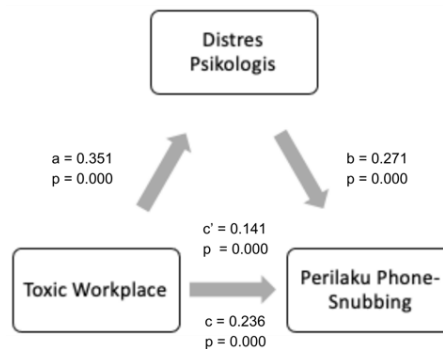 Distres
Psikologis
a = 0.351
p = 0.000
b = 0.271
p = 0.000
c' = 0.141
p = 0.000
Toxic Workplace
Perilaku Phone-
Snubbing
c = 0.236
p = 0.000